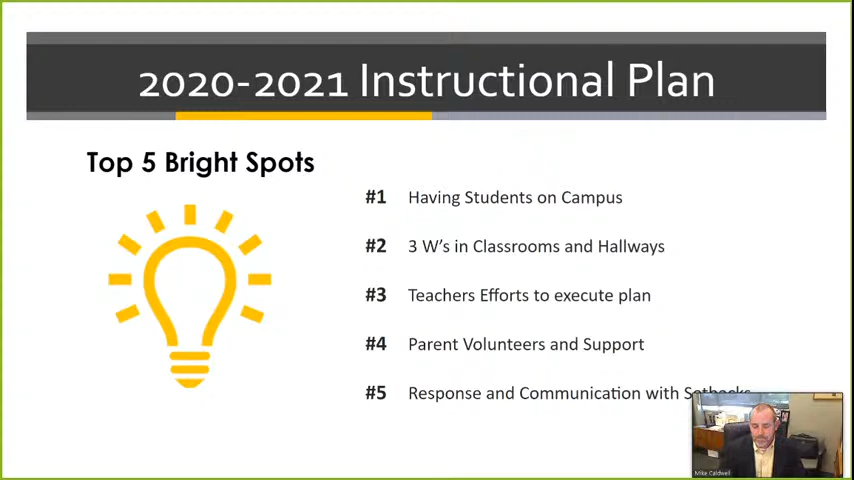 2020-2021 Instructional Plan
Top 5 Bright Spots
#1 Having Students on Campus
#2 3 W's in Classrooms and Hallways
#3 Teachers Efforts to execute plan
#4 Parent Volunteers and Support
#5 Response and Communication with Setbacks
Mike Caldwell